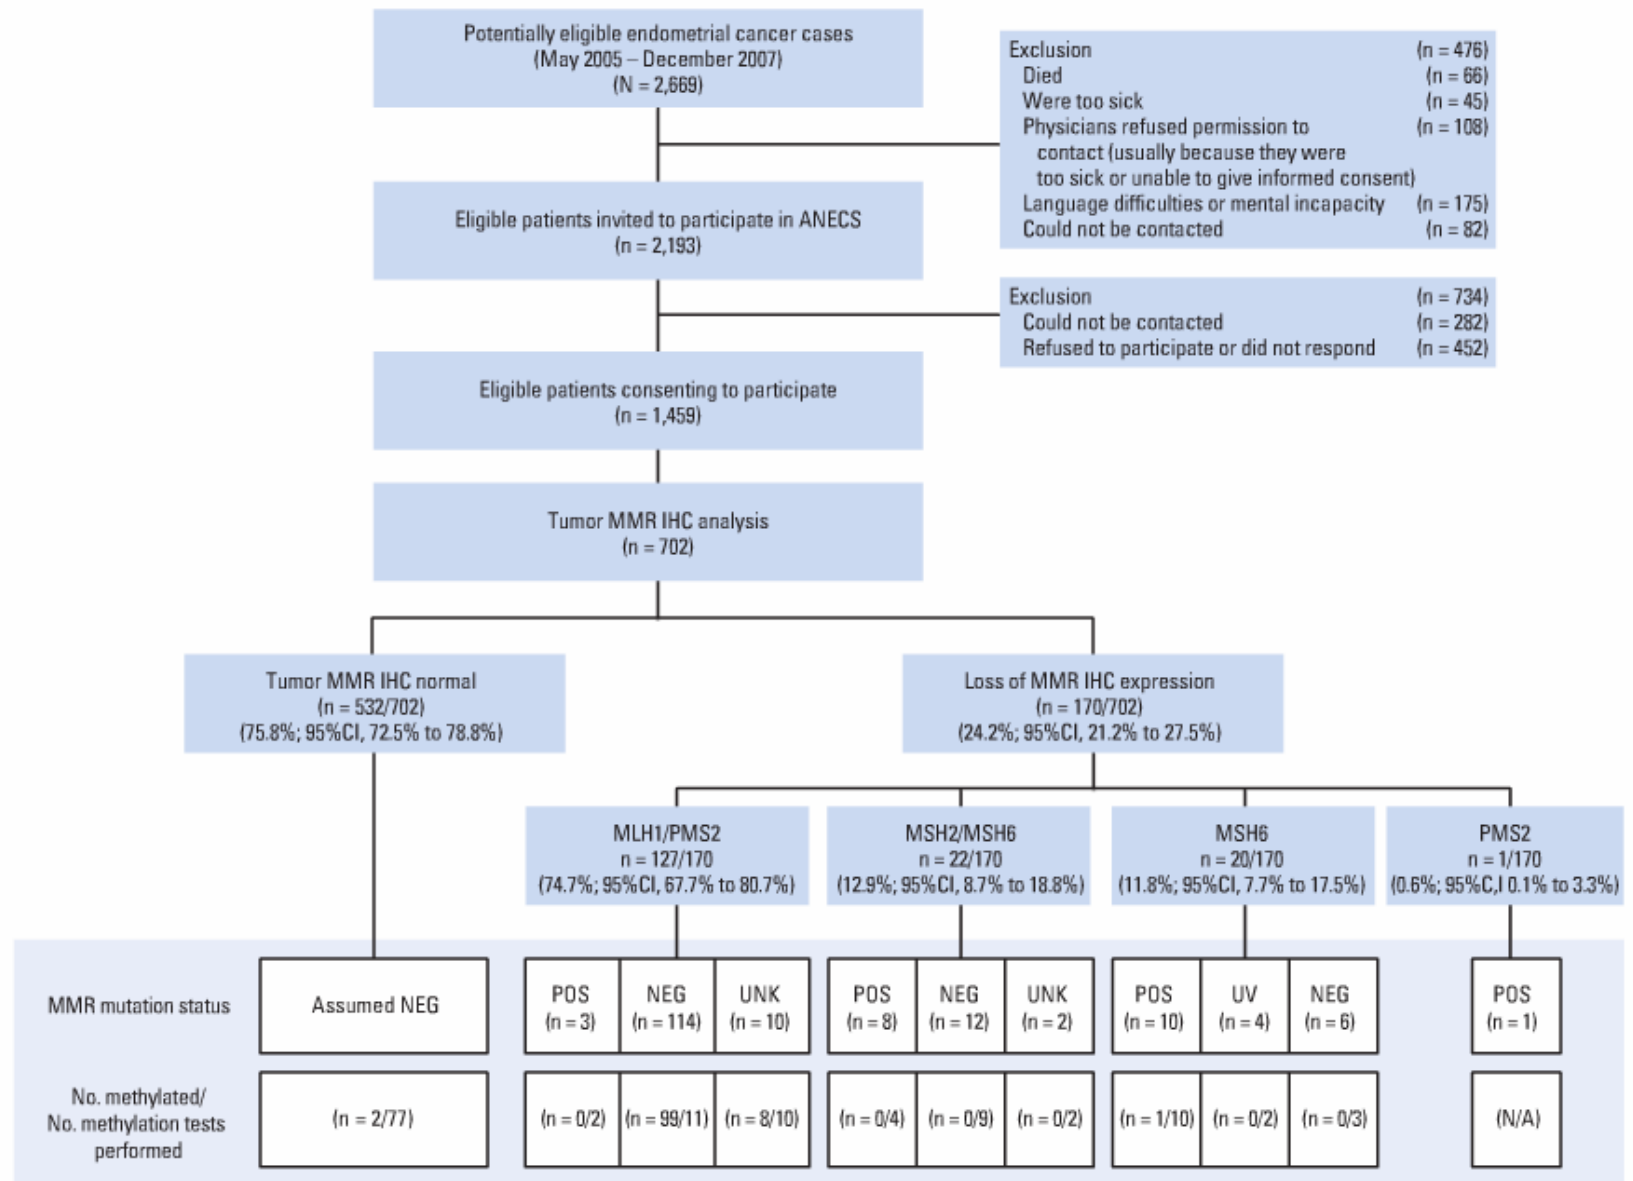 Potentially eligible endometrial cancer cases
(May 2005 – December 2007)
(N = 2,669)
Exclusion (n = 476)
Died (n = 66)
Were too sick (n = 45)
Physicians refused permission to (n = 108)
contact (usually because they were
too sick or unable to give informed consent)
Language difficulties or mental incapacity (n = 175)
Could not be contacted (n = 82)
Eligible patients invited to participate in ANECS
(n = 2,193)
Exclusion (n = 734)
Could not be contacted (n = 282)
Refused to participate or did not respond (n = 452)
Eligible patients consenting to participate
(n = 1,459)
Tumor MMR IHC analysis
(n = 702)
Tumor MMR IHC normal
(n = 532/702)
(75.8%; 95%CI, 72.5% to 78.8%)
Loss of MMR IHC expression
(n = 170/702)
(24.2%; 95%CI, 21.2% to 27.5%)
MLH1/PMS2
n = 127/170
(74.7%; 95%CI, 67.7% to 80.7%)
MSH2/MSH6
n = 22/170
(12.9%; 95%CI, 8.7% to 18.8%)
MSH6
n = 20/170
(11.8%; 95%CI, 7.7% to 17.5%)
PMS2
n = 1/170
(0.6%; 95%C,I 0.1% to 3.3%)
MMR mutation status
Assumed NEG
POS
(n = 3)
NEG
(n = 114)
UNK
(n = 10)
POS
(n = 8)
NEG
(n = 12)
UNK
(n = 2)
POS
(n = 10)
UV
(n = 4)
NEG
(n = 6)
POS
(n = 1)
No. methylated/
No. methylation tests
performed
(n = 2/77)
(n = 0/2)
(n = 99/11)
(n = 8/10)
(n = 0/4)
(n = 0/9)
(n = 0/2)
(n = 1/10)
(n = 0/2)
(n = 0/3)
(N/A)